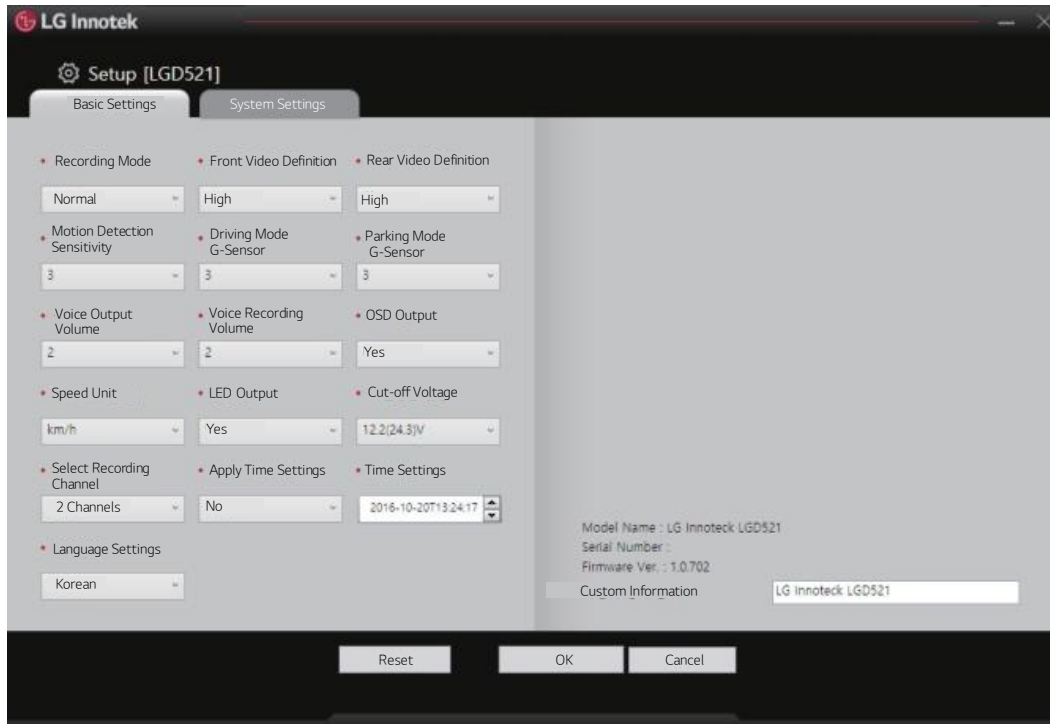 LG Innotek
Setup [LGD521]
Basic Settings
System Settings
Recording Mode
Front Video Definition
Rear Video Definition
Normal
High
High
Motion Detection
Sensitivity
Driving Mode
G-Sensor
Parking Mode
G-Sensor
3
3
3
Voice Output
Volume
Voice Recording
Volume
OSD Output
2
2
Yes
Speed Unit
LED Output
Cut-off Voltage
km/h
Yes
12.2(24.3)V
Select Recording
Channel
Apply Time Settings
Time Settings
2 Channels
No
2016-10-20T13:24:17
Language Settings
Korean
Model Name : LG Innoteck LGD521
Serial Number :
Firmware Ver. : 1.0.702
Custom Information
LG Innoteck LGD521
Reset
OK
Cancel